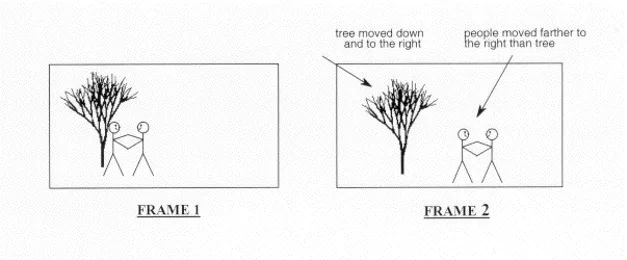 tree moved down
and to the right
people moved farther to
the right than tree
FRAME 1
FRAME 2